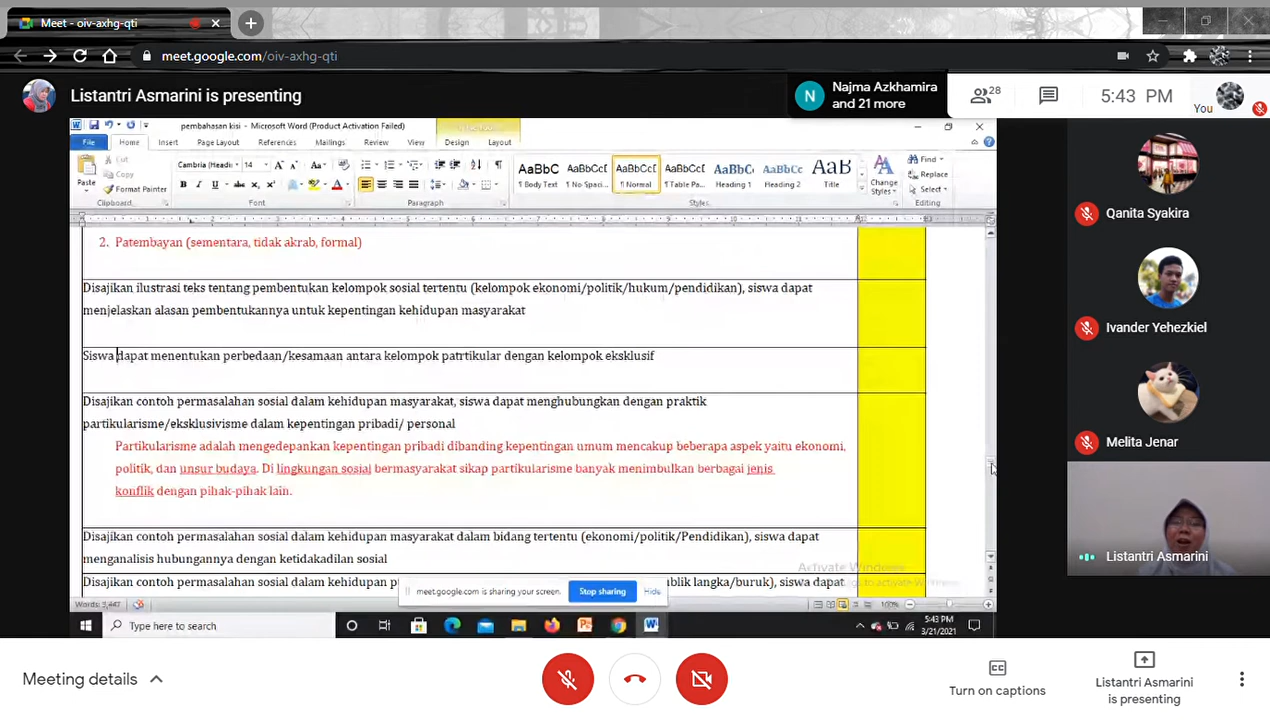 Meet - oiv-axhg-qti
meet.google.com/oiv-axhg-qti
Listantri Asmarini is presenting
N
Najma Azkhamira
and 21 more
28
5:43 PM
You
pembahasan kisi - Microsoft Word (Product Activation Failed)
File Home Insert Page Layout References Mailings Review View Design Layout
Paste
Cut
Copy
Format Painter
Clipboard
Cambria (Headi
14
Font
Paragraph
AaBbC
¶ Body Text
AaBbCcI
¶ No Spaci...
AaBbCcI
¶ Normal
AaBbCcI
¶ Table Pa...
AaBbCc
Heading 1
AaBbCc
Heading 2
AaB
Title
Styles
Change
Styles
Find
Replace
Select
Editing
2. Patembayan (sementara, tidak akrab, formal)
Disajikan ilustrasi teks tentang pembentukan kelompok sosial tertentu (kelompok ekonomi/politik/hukum/pendidikan), siswa dapat
menjelaskan alasan pembentukannya untuk kepentingan kehidupan masyarakat
Siswa dapat menentukan perbedaan/kesamaan antara kelompok patrtikular dengan kelompok eksklusif
Disajikan contoh permasalahan sosial dalam kehidupan masyarakat, siswa dapat menghubungkan dengan praktik
partikularisme/eksklusivisme dalam kepentingan pribadi/ personal
Partikularisme adalah mengedepankan kepentingan pribadi dibanding kepentingan umum mencakup beberapa aspek yaitu ekonomi,
politik, dan unsur budaya. Di lingkungan sosial bermasyarakat sikap partikularisme banyak menimbulkan berbagai jenis
konflik dengan pihak-pihak lain.
Disajikan contoh permasalahan sosial dalam kehidupan masyarakat dalam bidang tertentu (ekonomi/politik/Pendidikan), siswa dapat
menganalisis hubungannya dengan ketidakadilan sosial
Disajikan contoh permasalahan sosial dalam kehidupan p
blik langka/buruk), siswa dapat
Activate Windows
meet.google.com is sharing your screen.
Stop sharing
Hide
Words: 3,447
100%
Type here to search
5:43 PM
3/21/2021
Qanita Syakira
Ivander Yehezkiel
Melita Jenar
Listantri Asmarini
Meeting details
Turn on captions
Listantri Asmarini
is presenting